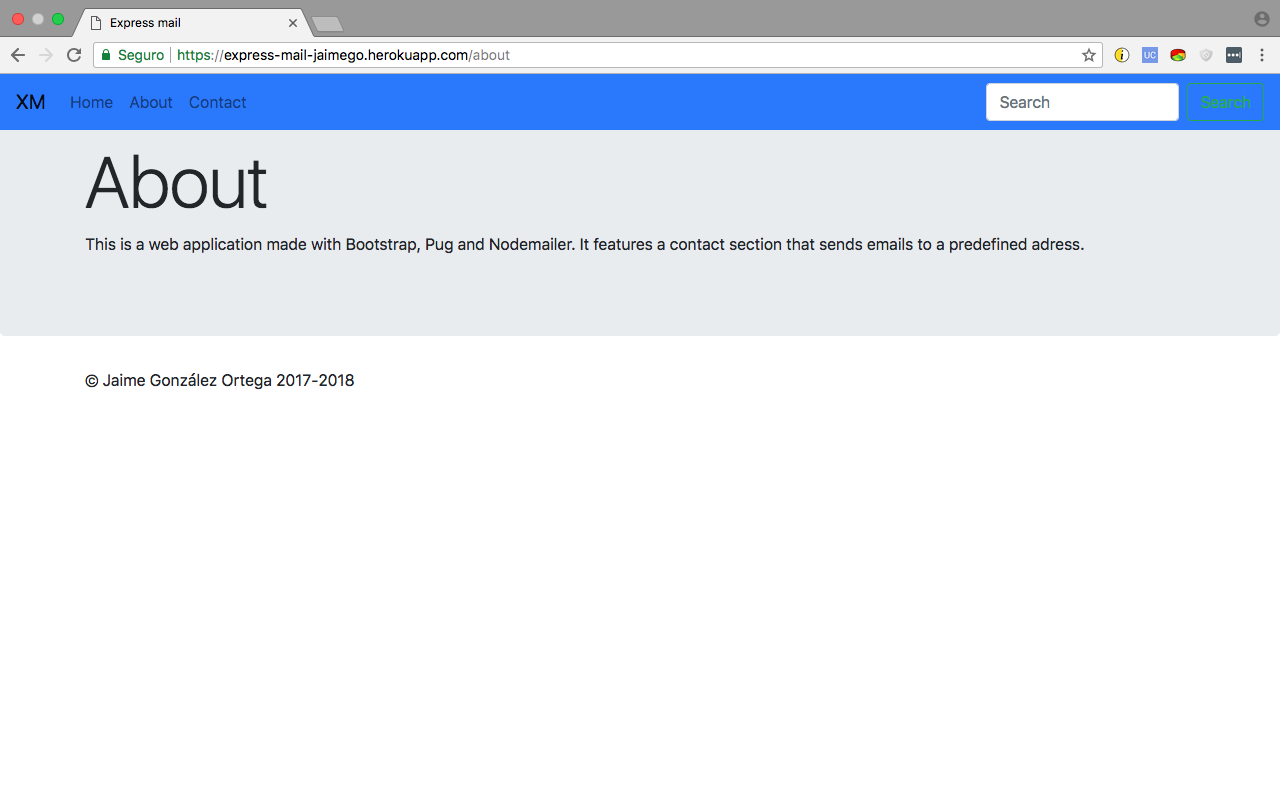 Express mail
Seguro https://express-mail-jaimego.herokuapp.com/about
UC
XM Home About Contact Search Search
About
This is a web application made with Bootstrap, Pug and Nodemailer. It features a contact section that sends emails to a predefined adress.
© Jaime González Ortega 2017-2018